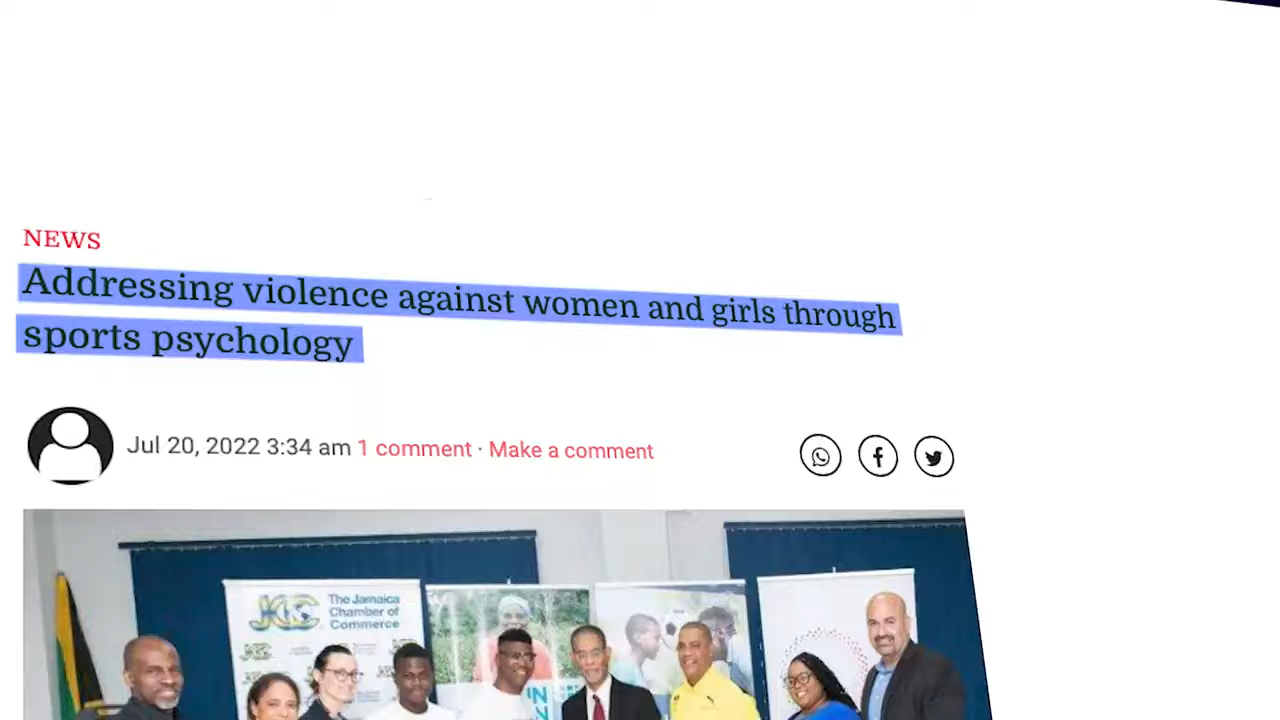 NEWS
Addressing violence against women and girls through
sports psychology
Jul 20, 2022 3:34 am 1 comment · Make a comment
The Jamaica
Chamber of
Commerce
JCC